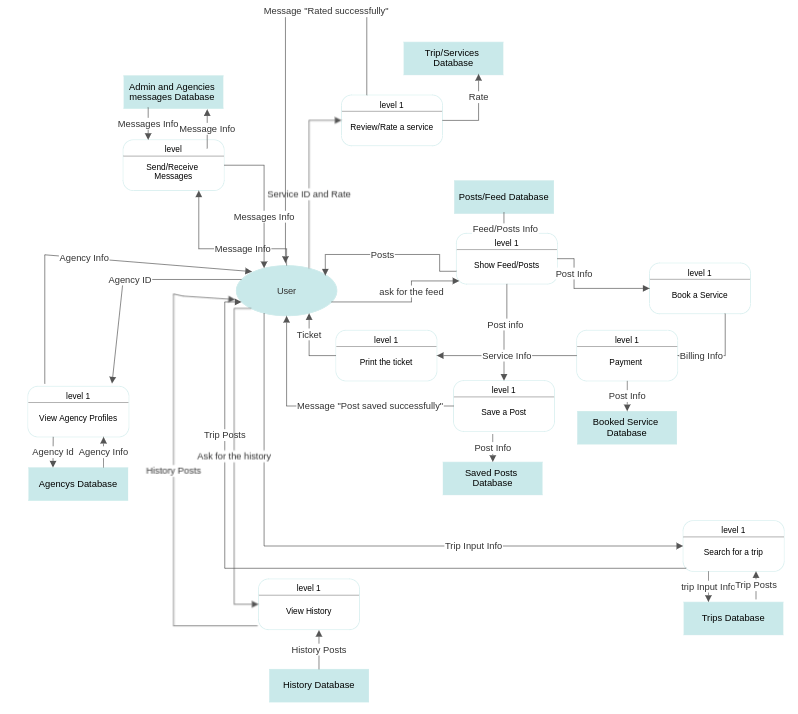 Message "Rated successfully"
Trip/Services
Database
Admin and Agencies
messages Database
level 1
Review/Rate a service
Rate
Messages Info
Message Info
level
Send/Receive
Messages
Service ID and Rate
Posts/Feed Database
Messages Info
Feed/Posts Info
level 1
Show Feed/Posts
Message Info
Agency Info
Posts
Post Info
level 1
Book a Service
Agency ID
User
ask for the feed
Post info
Ticket
level 1
Print the ticket
Service Info
level 1
Payment
Billing Info
level 1
View Agency Profiles
level 1
Save a Post
Message "Post saved successfully"
Post Info
Booked Service
Database
Trip Posts
Agency Id
Agency Info
Ask for the history
Post Info
History Posts
Agencys Database
Saved Posts
Database
Trip Input Info
level 1
Search for a trip
trip Input Info
Trip Posts
level 1
View History
Trips Database
History Posts
History Database